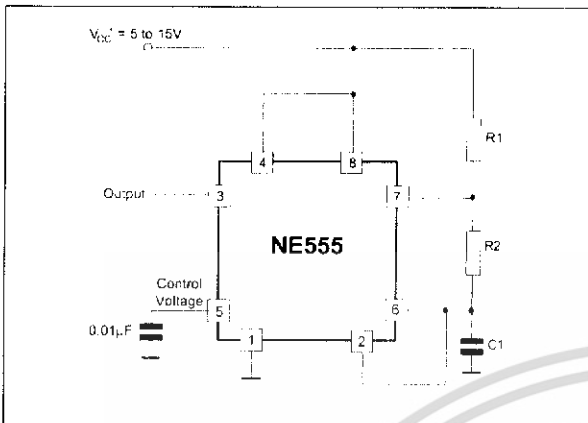 Vcc = 5 to 15V
R1
4
8
Output
3
7
NE555
R2
Control
Voltage
5
6
0.01µF
1
2
C1